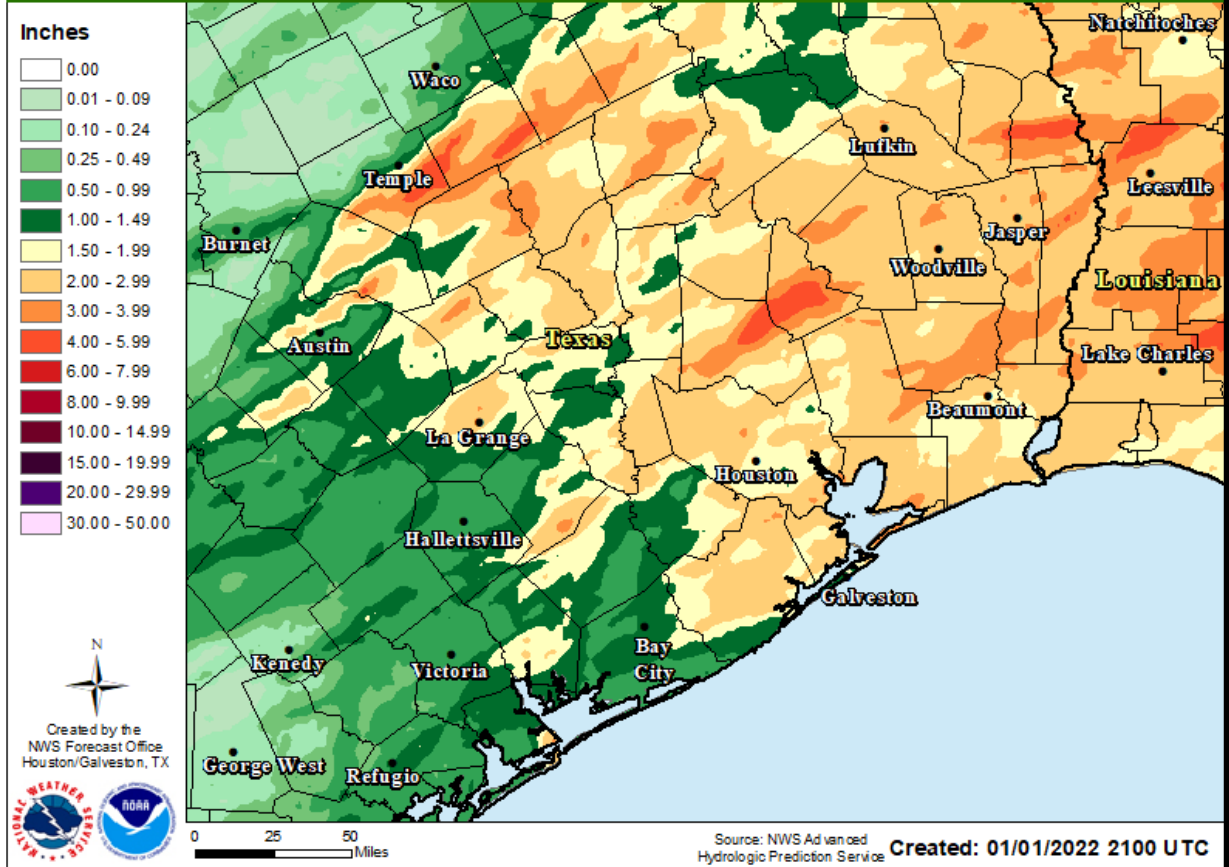 Inches
0.00
0.01 - 0.09
0.10 - 0.24
0.25 - 0.49
0.50 - 0.99
1.00 - 1.49
1.50 - 1.99
2.00 - 2.99
3.00 - 3.99
4.00 - 5.99
6.00 - 7.99
8.00 - 9.99
10.00 - 14.99
15.00 - 19.99
20.00 - 29.99
30.00 - 50.00
N
Created by the
NWS Forecast Office
Houston/Galveston, TX
NATIONAL WEATHER SERVICE
NOAA
Natchitoches
Waco
Lufkin
Temple
Leesville
Burnet
Jasper
Woodville
Louisiana
Texas
Austin
Lake Charles
Beaumont
La Grange
Houston
Hallettsville
Galveston
Bay
City
Kenedy
Victoria
George West
Refugio
0 25 50
Miles
Source: NWS Advanced
Hydrologic Prediction Service
Created: 01/01/2022 2100 UTC